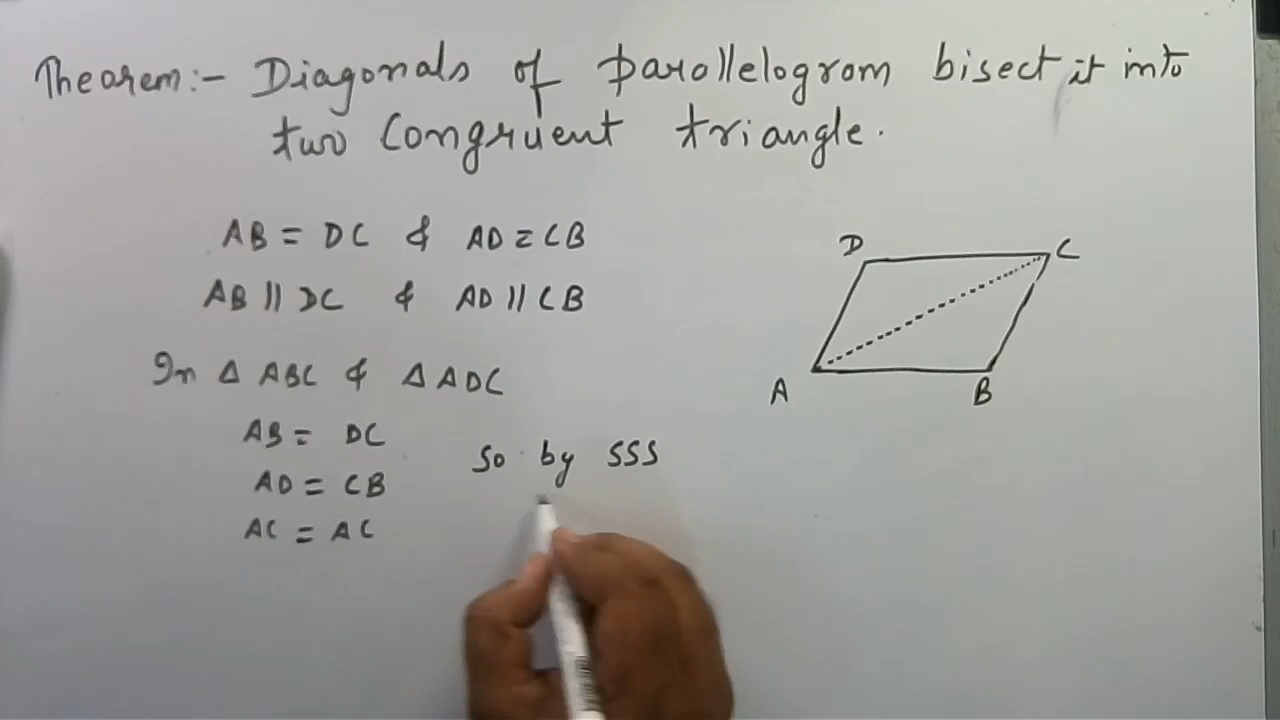 Theorem:- Diagonals of parallelogram bisect it into
two congruent triangle.
AB = DC & AD = CB
AB || DC & AD || CB
In Δ ABC & Δ ADC
AB = DC
AD = CB
AC = AC
So by SSS
D C
A B